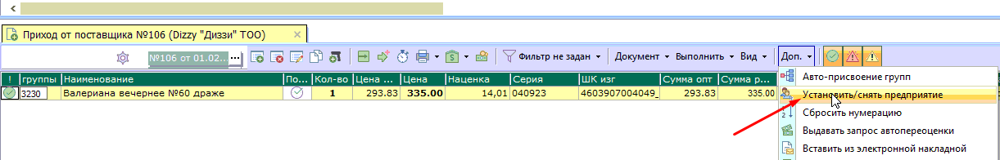 Приход от поставщика №106 (Dizzy "Диззи" ТОО)
№106 от 01.02... ... Фильтр не задан Документ Выполнить Вид Доп.
! группы Наименование По... Кол-во Цена ... Цена Наценка Серия ШК изг Сумма опт Сумма р...
3230 Валериана вечернее №60 драже 1 293.83 335.00 14,01 040923 4603907004049_ 293.83 335.00
Авто-присвоение групп
Установить/снять предприятие
Сбросить нумерацию
Выдавать запрос автопереоценки
Вставить из электронной накладной